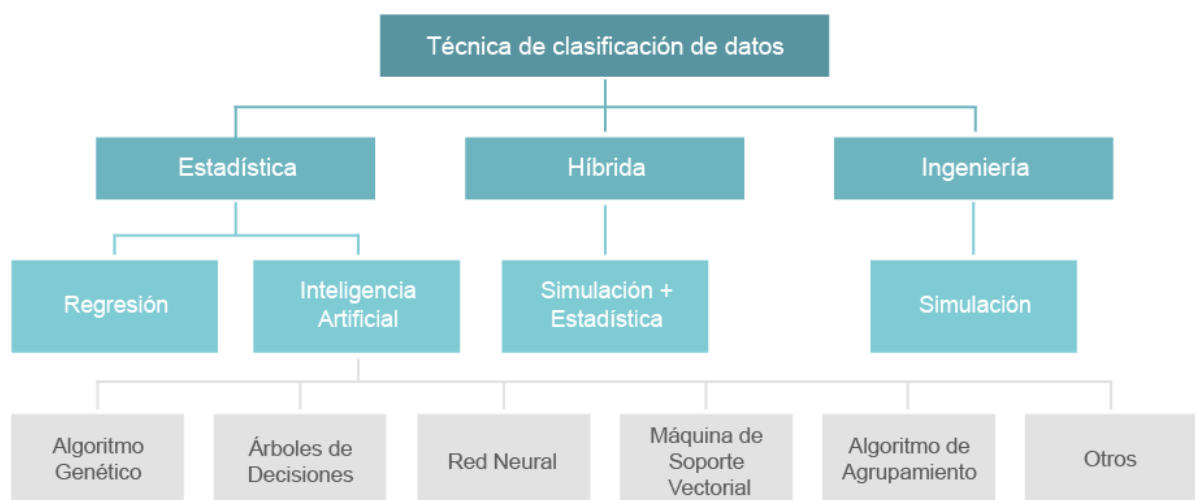 Técnica de clasificación de datos
Estadística
Híbrida
Ingeniería
Regresión
Inteligencia
Artificial
Simulación +
Estadística
Simulación
Algoritmo
Genético
Árboles de
Decisiones
Red Neural
Máquina de
Soporte
Vectorial
Algoritmo de
Agrupamiento
Otros